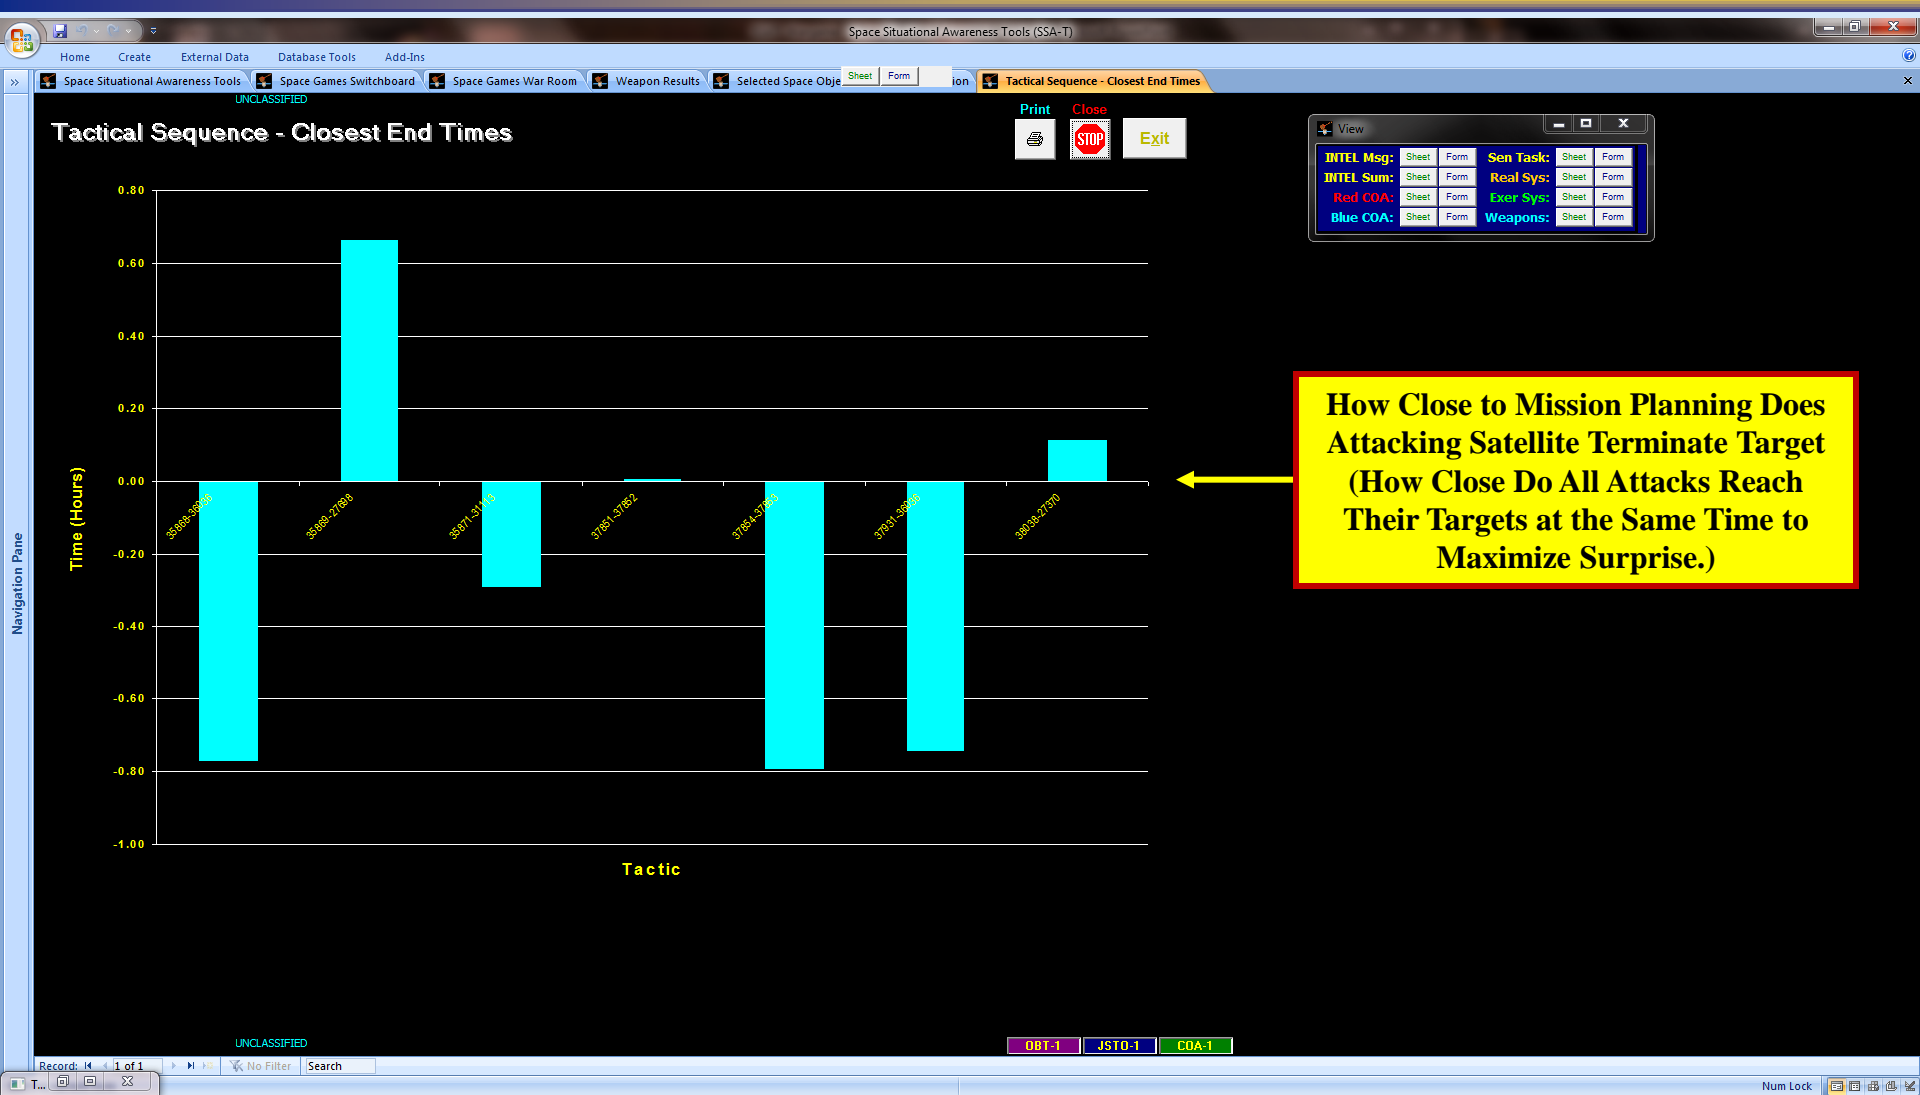 Space Situational Awareness Tools (SSA-T)
Home Create External Data Database Tools Add-Ins
Space Situational Awareness Tools Space Games Switchboard Space Games War Room Weapon Results Selected Space Obje Sheet Form ion Tactical Sequence - Closest End Times
UNCLASSIFIED
Tactical Sequence - Closest End Times
Print Close
STOP Exit
View
INTEL Msg: Sheet Form Sen Task: Sheet Form
INTEL Sum: Sheet Form Real Sys: Sheet Form
Red COA: Sheet Form Exer Sys: Sheet Form
Blue COA: Sheet Form Weapons: Sheet Form
0.80
0.60
0.40
0.20
0.00
-0.20
-0.40
-0.60
-0.80
-1.00
Time (Hours)
35869-27698
35871-31113
37851-37852
38038-27370
Tactic
How Close to Mission Planning Does
Attacking Satellite Terminate Target
(How Close Do All Attacks Reach
Their Targets at the Same Time to
Maximize Surprise.)
Navigation Pane
UNCLASSIFIED
OBT-1 JSTO-1 COA-1
Record: 1 of 1 No Filter Search
T...
Num Lock